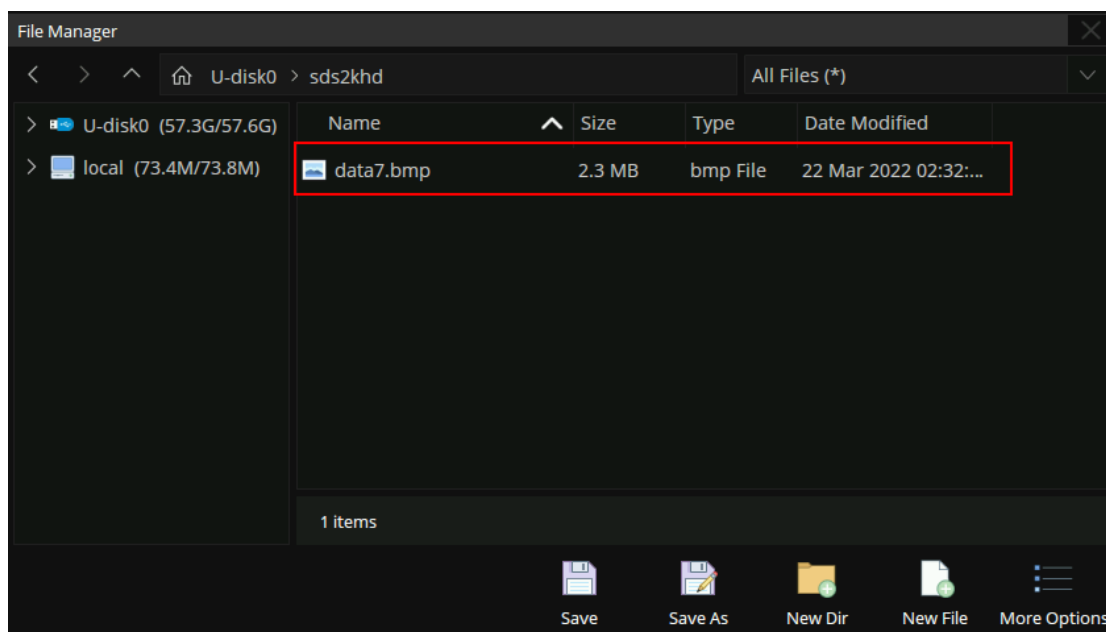 File Manager
U-disk0 > sds2khd
All Files (*)
U-disk0 (57.3G/57.6G)
local (73.4M/73.8M)
Name Size Type Date Modified
data7.bmp 2.3 MB bmp File 22 Mar 2022 02:32:...
1 items
Save Save As New Dir New File More Options